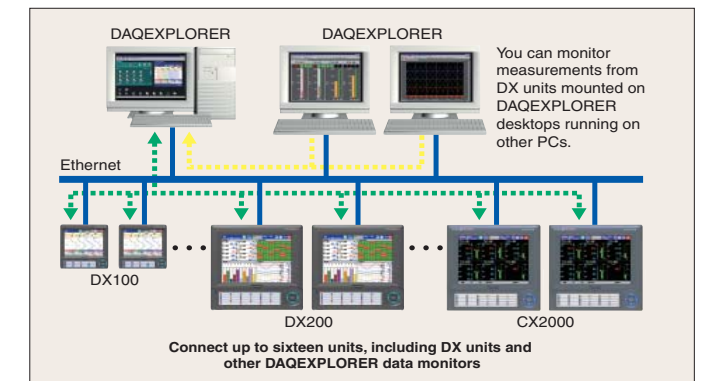 DAQEXPLORER
DAQEXPLORER
You can monitor
measurements from
DX units mounted on
DAQEXPLORER
desktops running on
other PCs.
Ethernet
DX100
DX200
CX2000
Connect up to sixteen units, including DX units and
other DAQEXPLORER data monitors